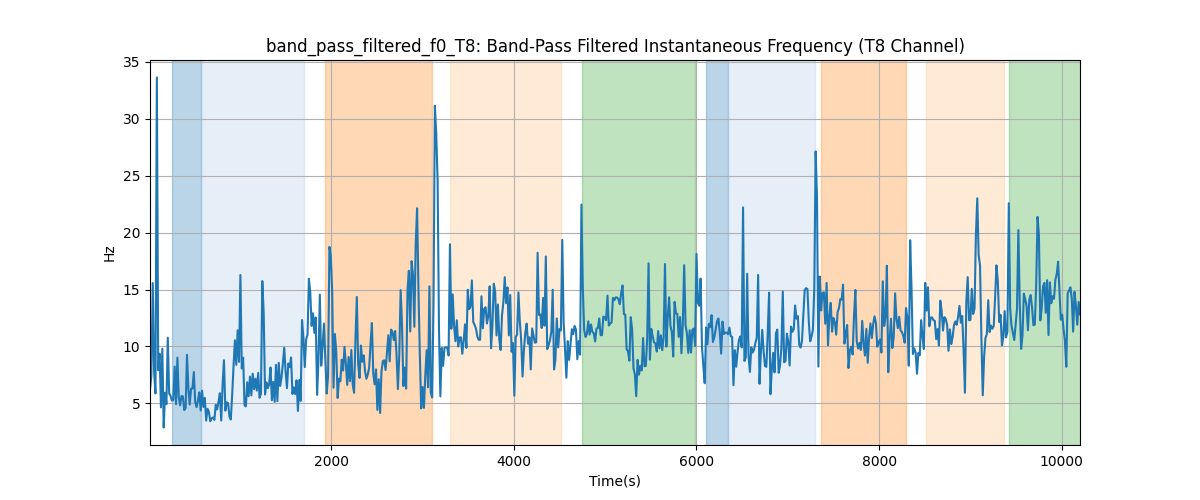 band_pass_filtered_f0_T8: Band-Pass Filtered Instantaneous Frequency (T8 Channel)
35
30
25
20
15
10
5
Hz
2000 4000 6000 8000 10000
Time(s)